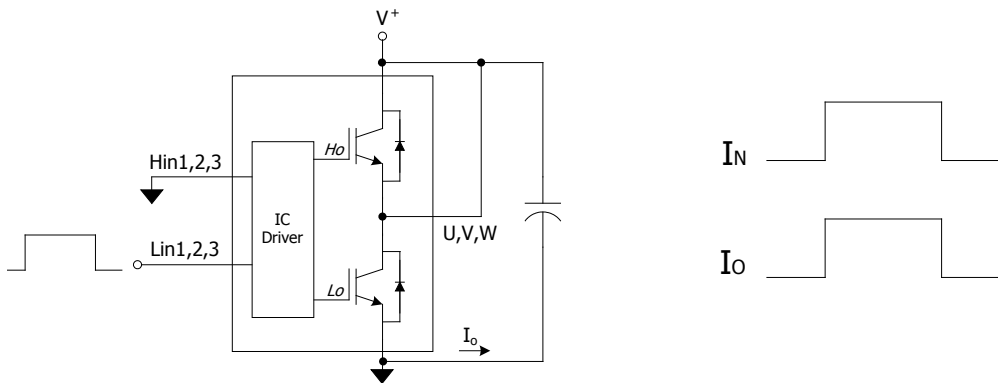 V+
Hin1,2,3
Ho
IC
Driver
U,V,W
Lin1,2,3
Lo
Io
IN
IO